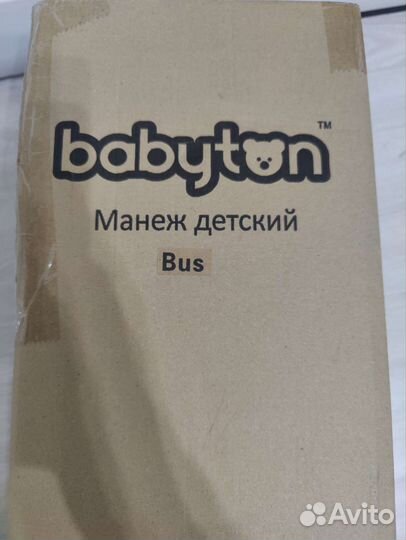 babyton™
Манеж детский
Bus
Avito